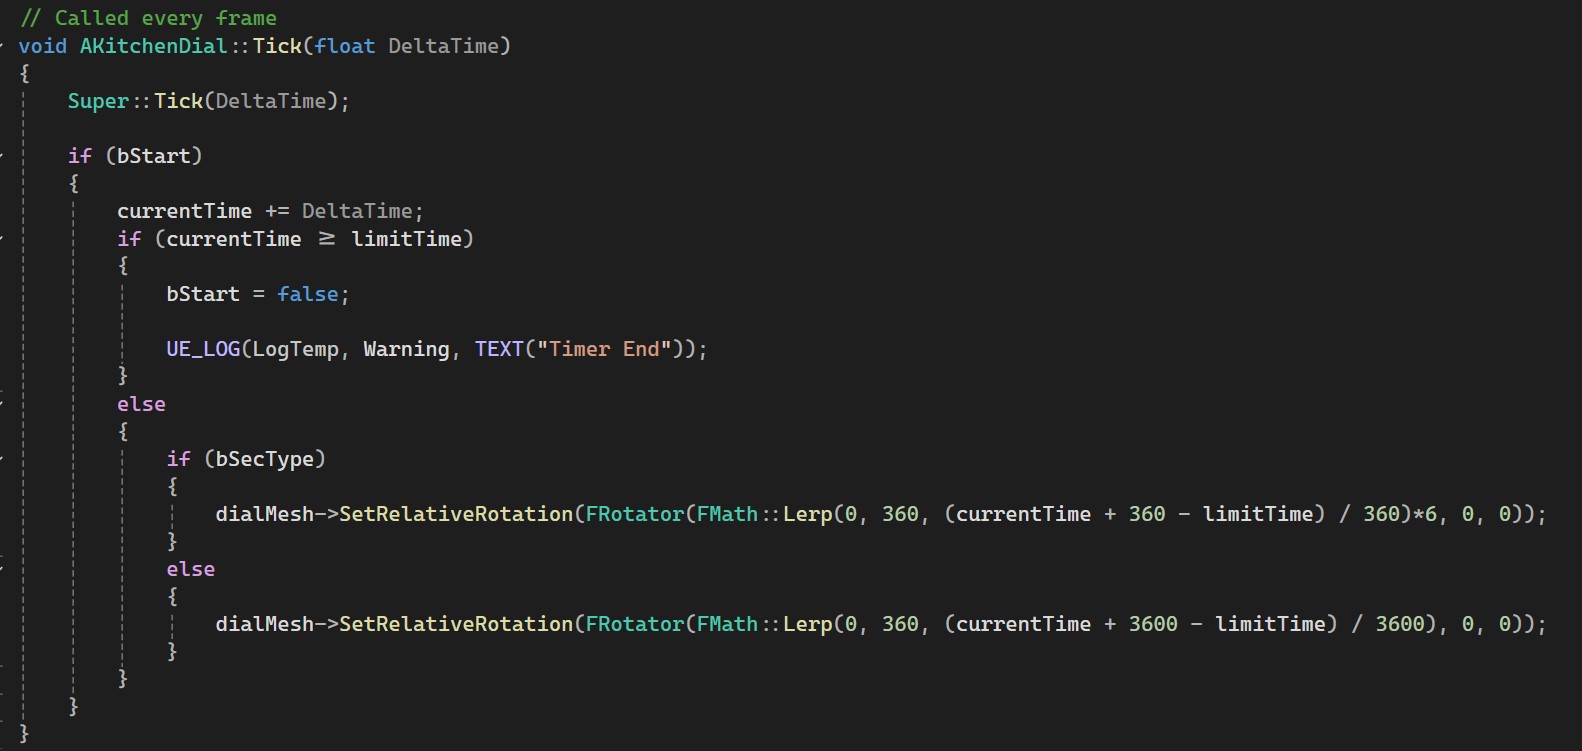 // Called every frame
void AKitchenDial::Tick(float DeltaTime)
{
    Super::Tick(DeltaTime);
    if (bStart)
    {
        currentTime += DeltaTime;
        if (currentTime ≥ limitTime)
        {
            bStart = false;
            UE_LOG(LogTemp, Warning, TEXT("Timer End"));
        }
        else
        {
            if (bSecType)
            {
                dialMesh->SetRelativeRotation(FRotator(FMath::Lerp(0, 360, (currentTime + 360 - limitTime) / 360)*6, 0, 0));
            }
            else
            {
                dialMesh->SetRelativeRotation(FRotator(FMath::Lerp(0, 360, (currentTime + 3600 - limitTime) / 3600), 0, 0));
            }
        }
    }
}